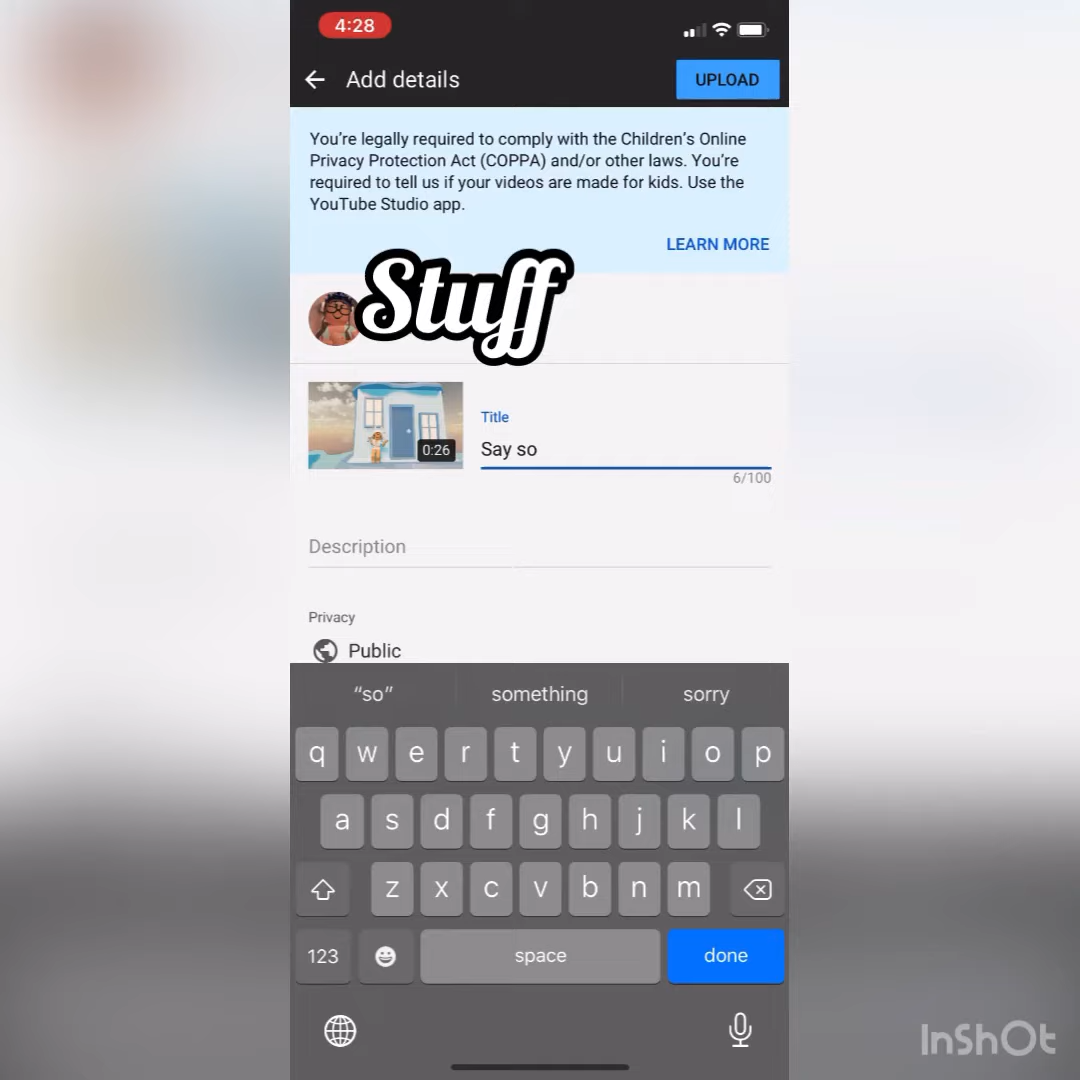 4:28
Add details
UPLOAD
You're legally required to comply with the Children's Online
Privacy Protection Act (COPPA) and/or other laws. You're
required to tell us if your videos are made for kids. Use the
YouTube Studio app.
LEARN MORE
Stuff
Title
0:26
Say so
6/100
Description
Privacy
Public
“so”
something
sorry
q w e r t y u i o p
a s d f g h j k l
z x c v b n m
123
space
done
InShOt